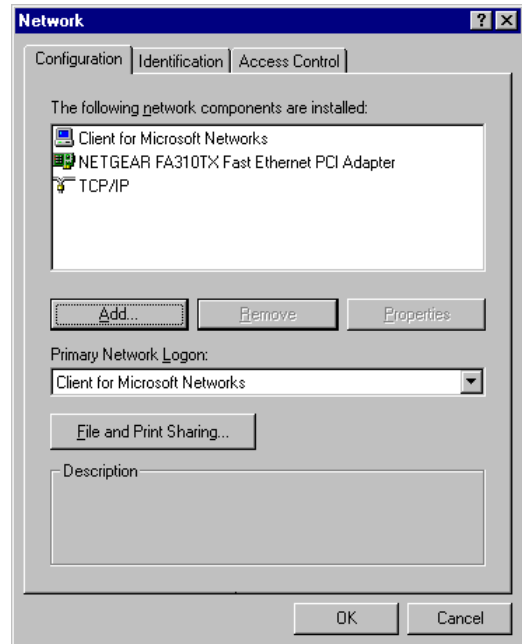 Network
Configuration Identification Access Control
The following network components are installed:
Client for Microsoft Networks
NETGEAR FA310TX Fast Ethernet PCI Adapter
TCP/IP
Add... Remove Properties
Primary Network Logon:
Client for Microsoft Networks
File and Print Sharing...
Description
OK Cancel